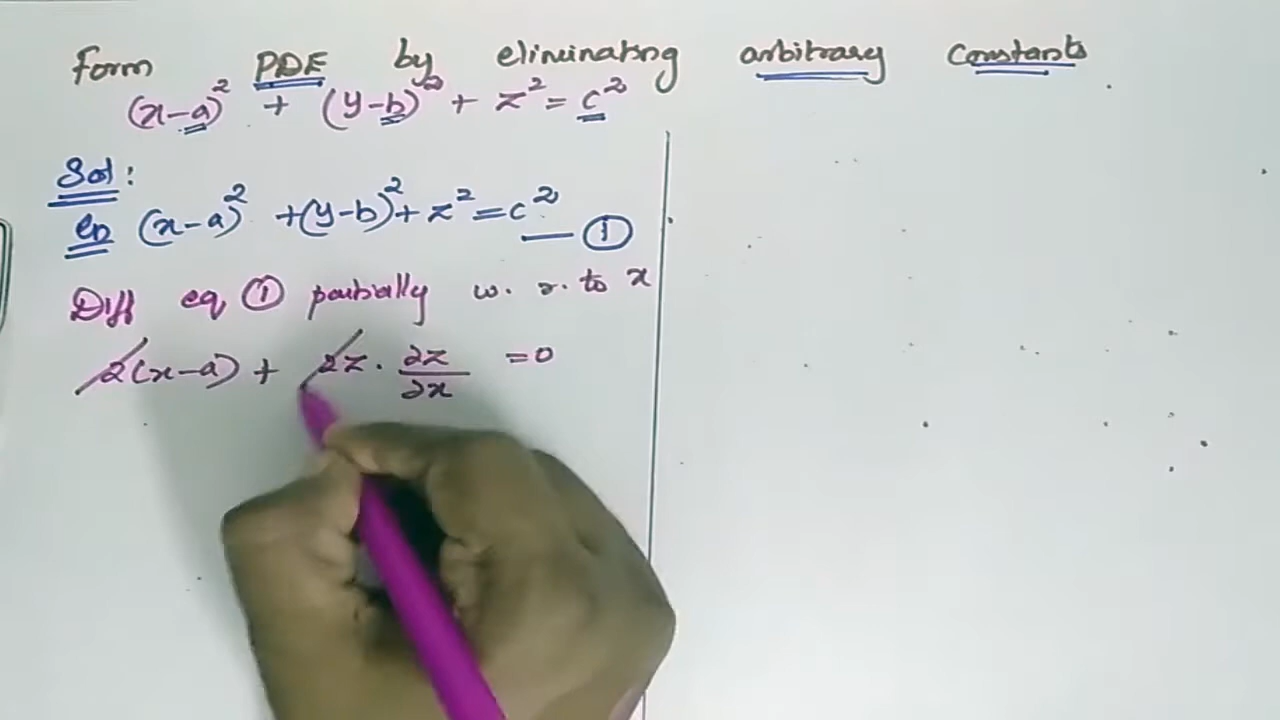 Form PDE by eliminating arbitrary constants
(x-a)² + (y-b)² + z² = c²
Sol:
en (x-a)² + (y-b)² + z² = c² — ①
Diff eq ① partially w. r. to x
2(x-a) + 2z · ∂z/∂x = 0